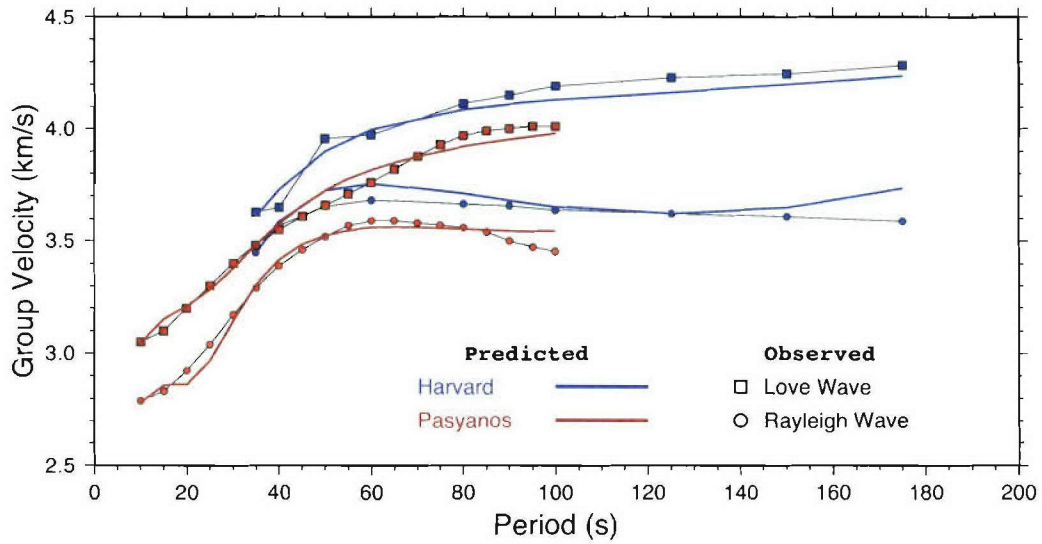 4.5
4.0
3.5
3.0
2.5
Group Velocity (km/s)
Predicted Observed
Harvard Love Wave
Pasyanos Rayleigh Wave
0 20 40 60 80 100 120 140 160 180 200
Period (s)